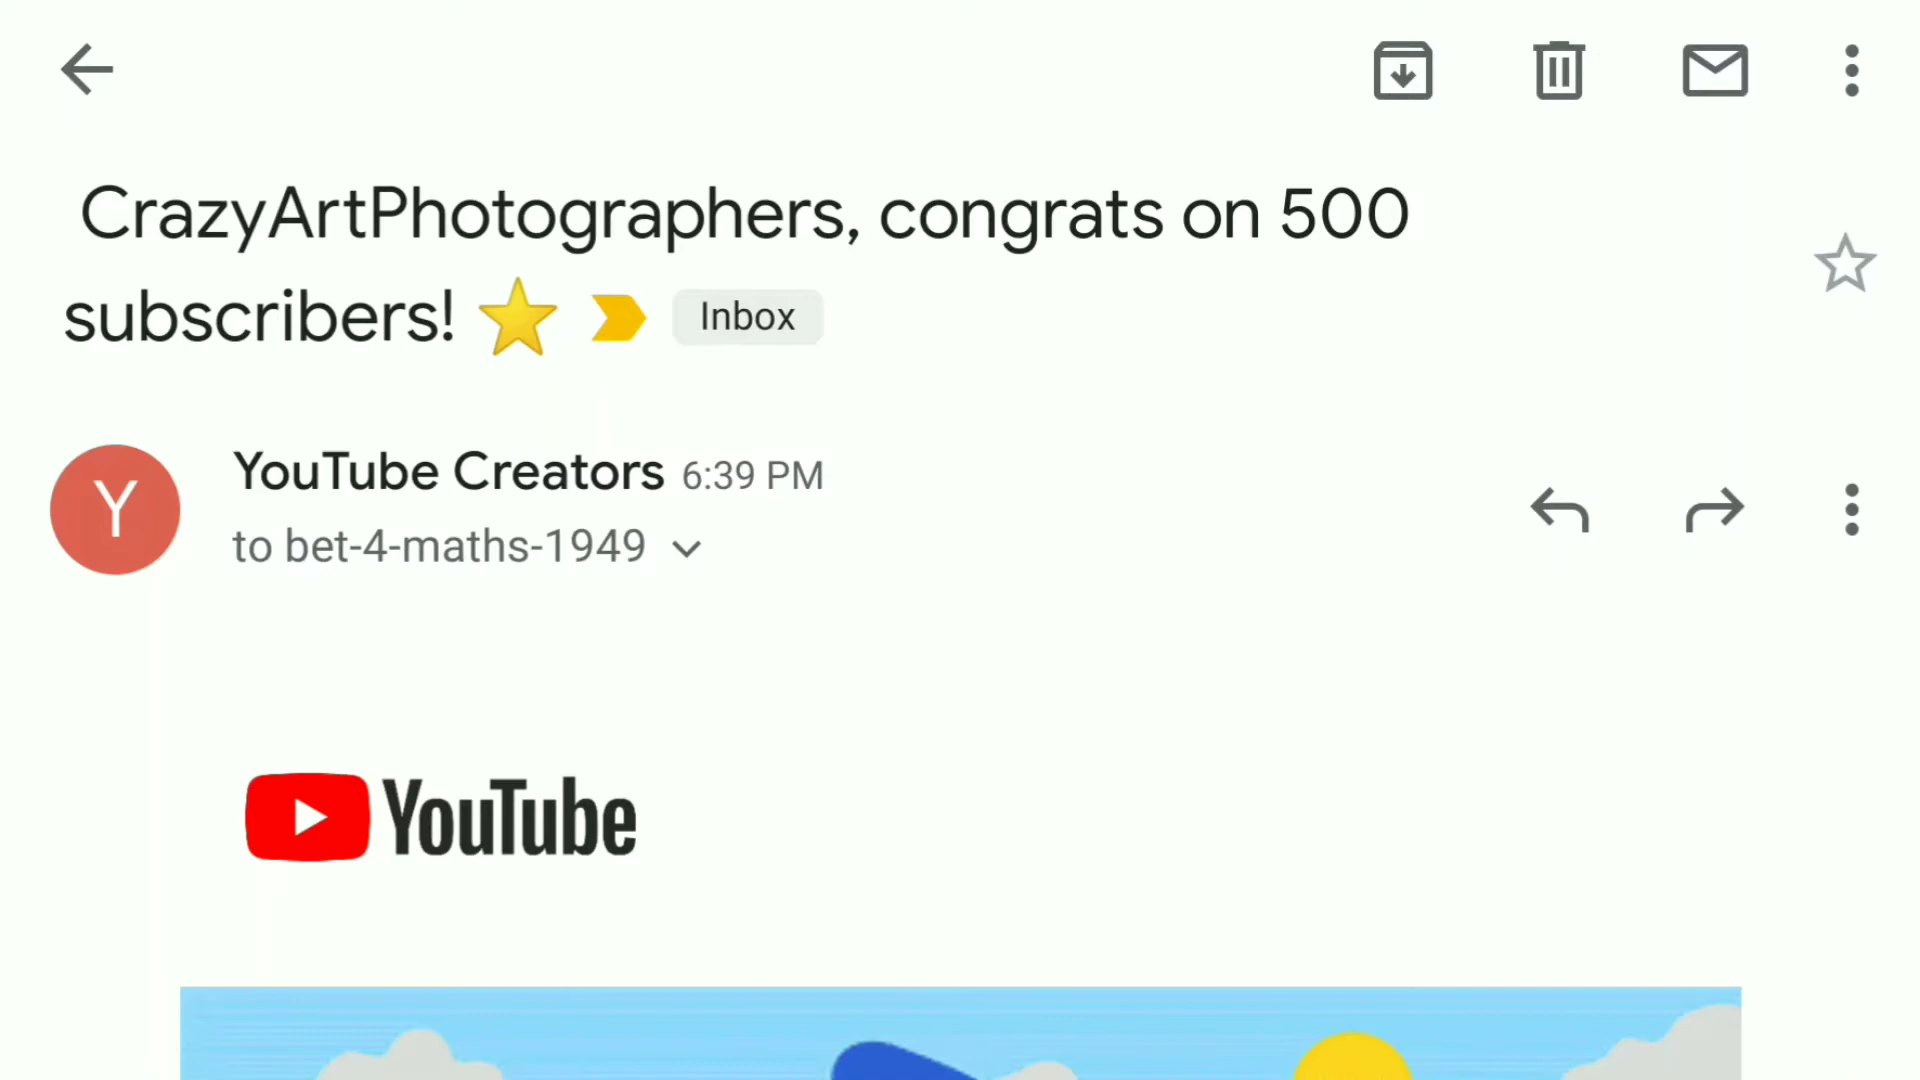 CrazyArtPhotographers, congrats on 500
subscribers! ⭐ Inbox
Y
YouTube Creators 6:39 PM
to bet-4-maths-1949
YouTube